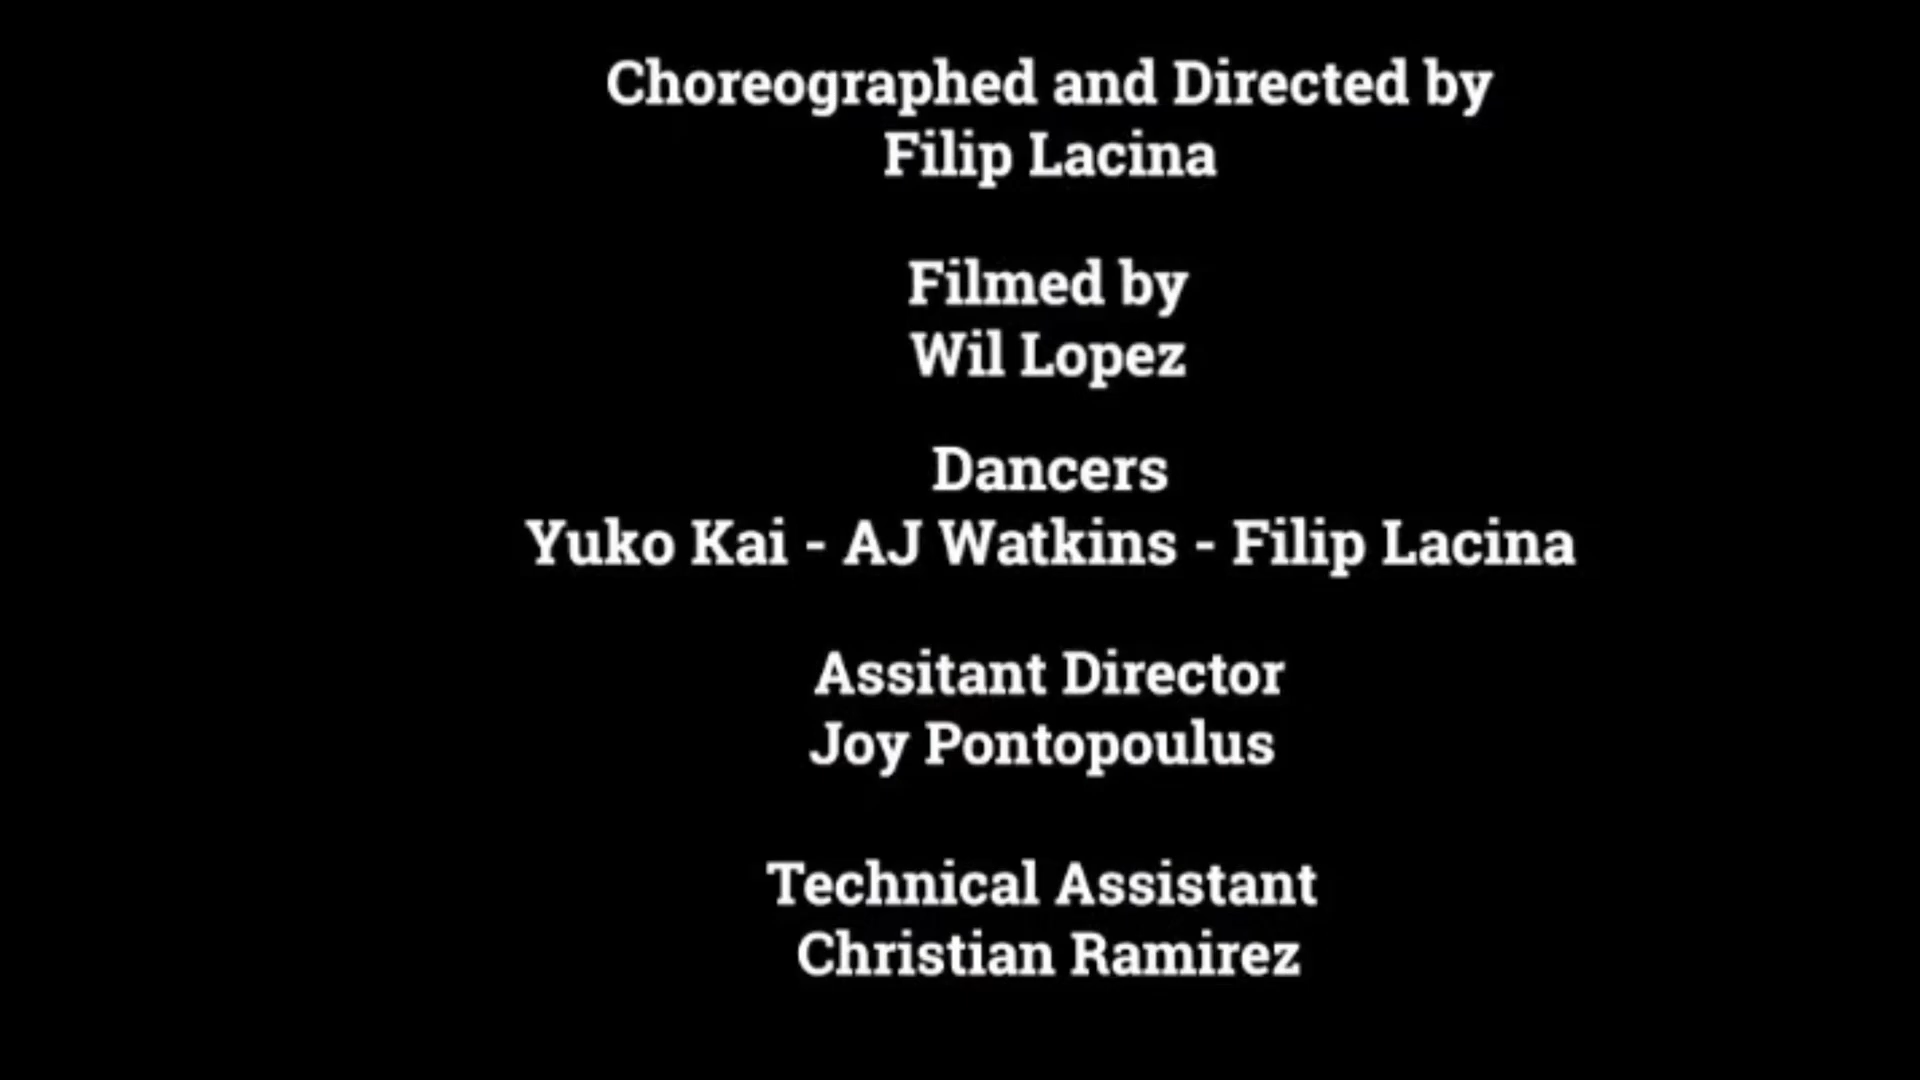 Choreographed and Directed by
Filip Lacina
Filmed by
Wil Lopez
Dancers
Yuko Kai - AJ Watkins - Filip Lacina
Assitant Director
Joy Pontopoulus
Technical Assistant
Christian Ramirez